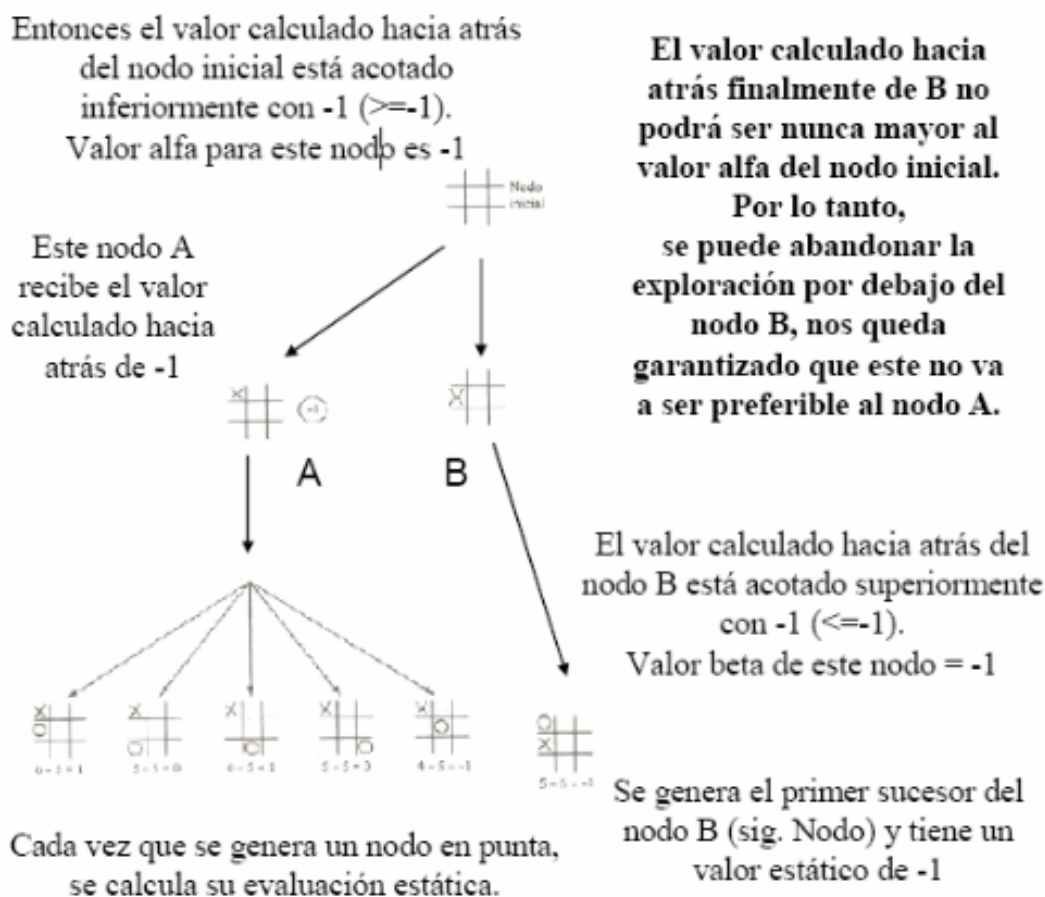 Entonces el valor calculado hacia atrás
del nodo inicial está acotado
inferiormente con -1 (>=-1).
Valor alfa para este nodo es -1
El valor calculado hacia
atrás finalmente de B no
podrá ser nunca mayor al
valor alfa del nodo inicial.
Por lo tanto,
se puede abandonar la
exploración por debajo del
nodo B, nos queda
garantizado que este no va
a ser preferible al nodo A.
Nodo
inicial
Este nodo A
recibe el valor
calculado hacia
atrás de -1
X
-1
X
A
B
El valor calculado hacia atrás del
nodo B está acotado superiormente
con -1 (<=-1).
Valor beta de este nodo = -1
X
O
X
O
X
O
X
O
X
O
O
X
6-5=1
5-5=0
6-5=1
4-5=-1
5-6=-1
Se genera el primer sucesor del
nodo B (sig. Nodo) y tiene un
valor estático de -1
Cada vez que se genera un nodo en punta,
se calcula su evaluación estática.